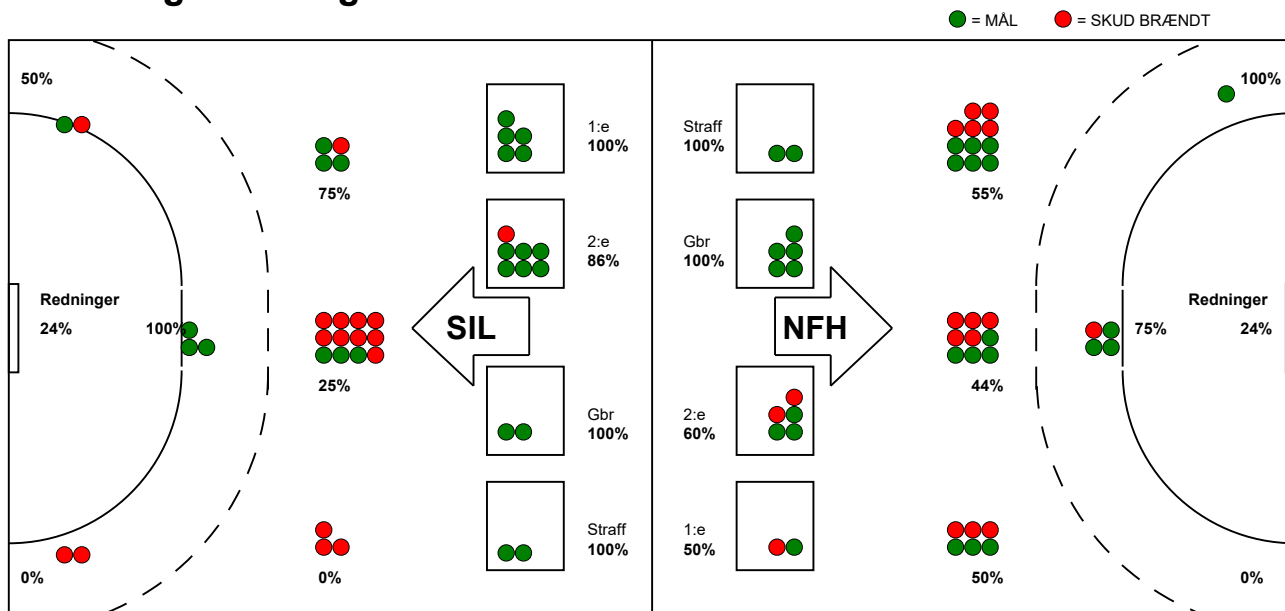 = MÅL
= SKUD BRÆNDT
50%
100%
1:e
100%
Straff
100%
75%
55%
2:e
86%
Gbr
100%
Redninger
24%
100%
SIL
NFH
75%
Redninger
24%
25%
44%
Gbr
100%
2:e
60%
Straff
100%
1:e
50%
0%
0%
50%
0%